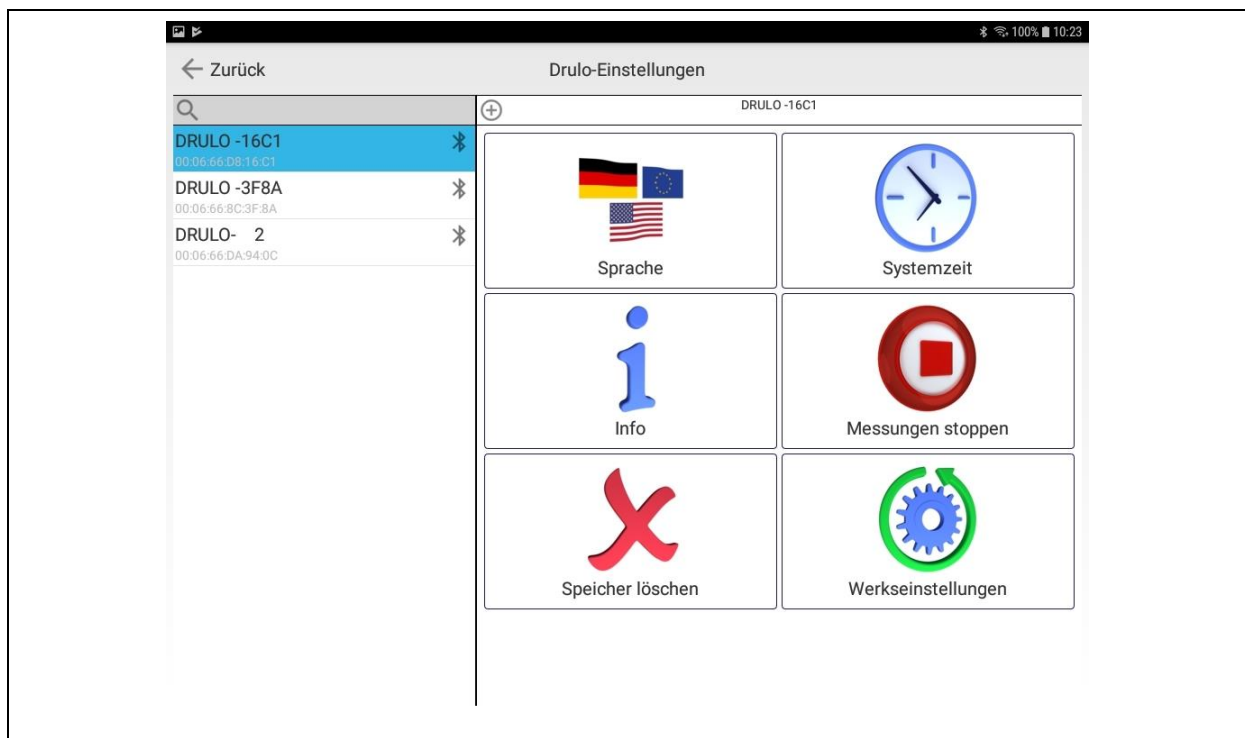 100% 10:23
Zurück
Drulo-Einstellungen
DRULO -16C1
00:06:66:D8:16:C1
DRULO -3F8A
00:06:66:8C:3F:8A
DRULO- 2
00:06:66:DA:94:0C
DRULO -16C1
Sprache
Systemzeit
Info
Messungen stoppen
Speicher löschen
Werkseinstellungen